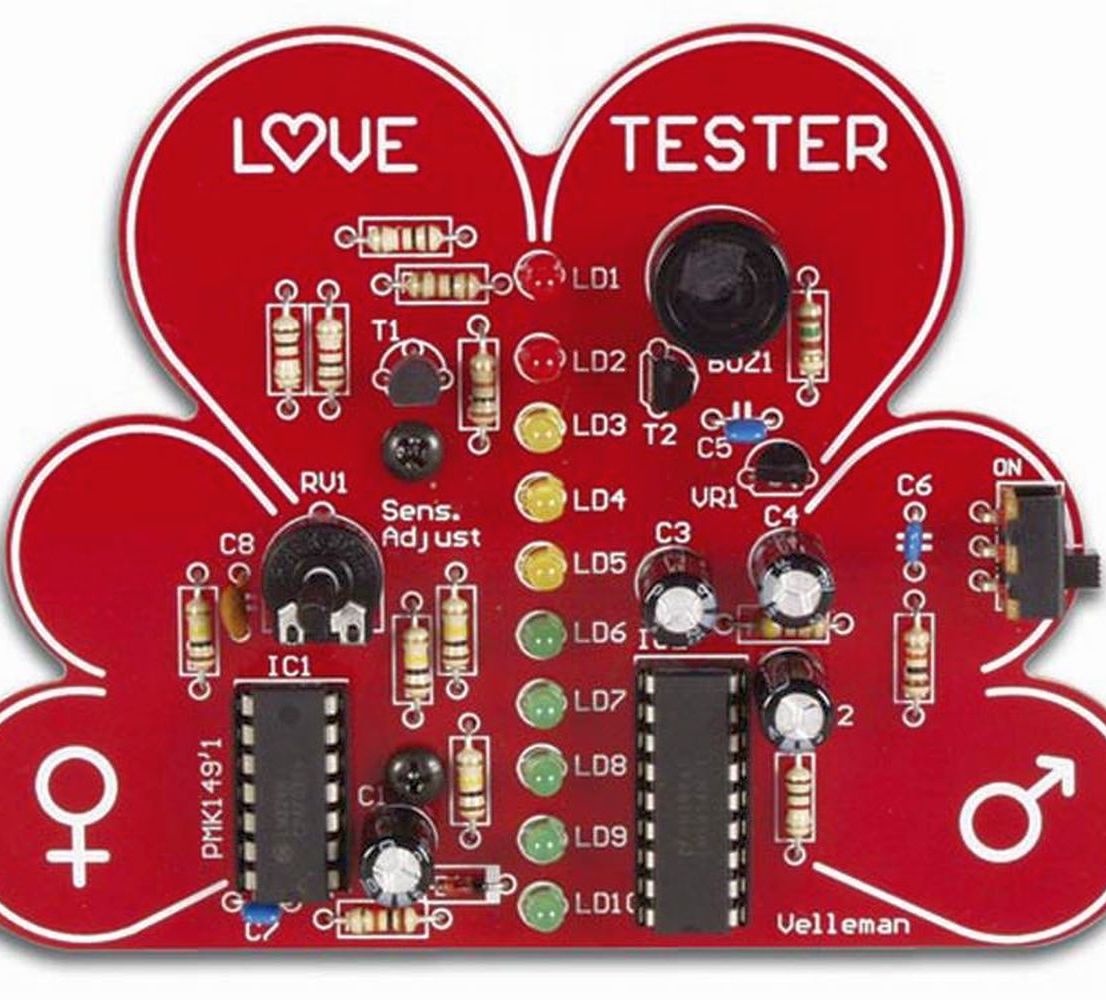 LOVE TESTER
LD1
T1
LD2
BUZ1
LD3
T2
C5
RV1
Sens.
Adjust
LD4
VR1
C6
ON
C8
LD5
C3
C4
LD6
IC1
LD7
2
PMK149'1
LD8
C1
LD9
LD10
C7
Velleman